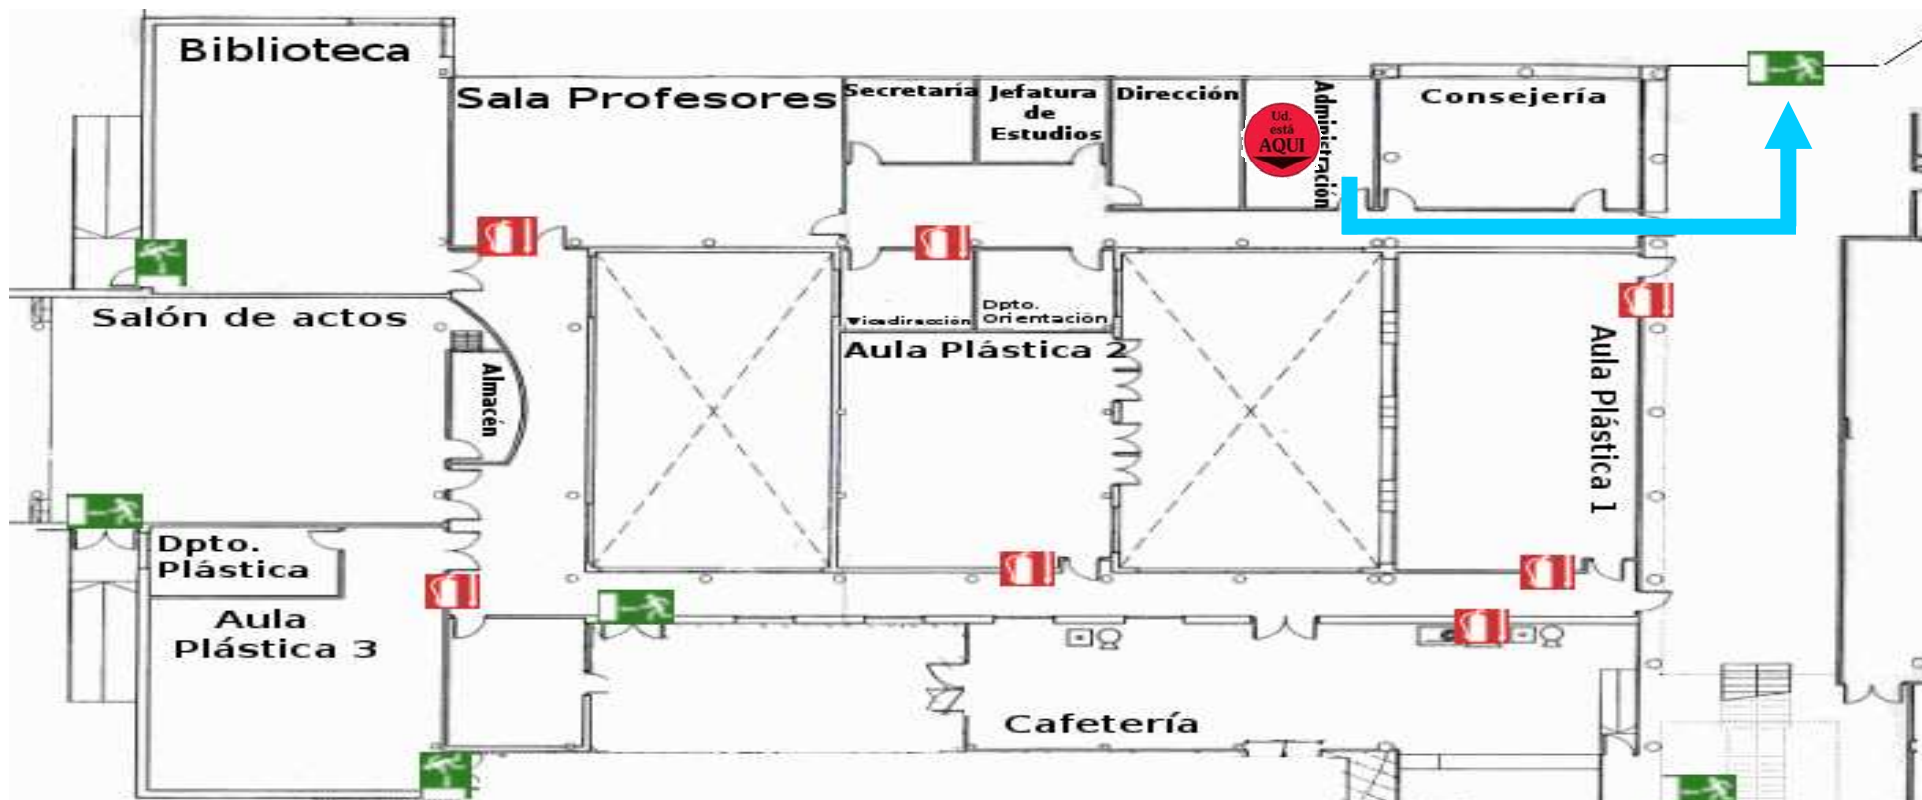 Biblioteca
Sala Profesores
Secretaría
Jefatura
de
Estudios
Dirección
Ud.
está
AQUI
Administración
Consejería
Salón de actos
Almacén
Vicedirección
Dpto.
Orientación
Aula Plástica 2
Aula Plástica 1
Dpto.
Plástica
Aula
Plástica 3
Cafetería